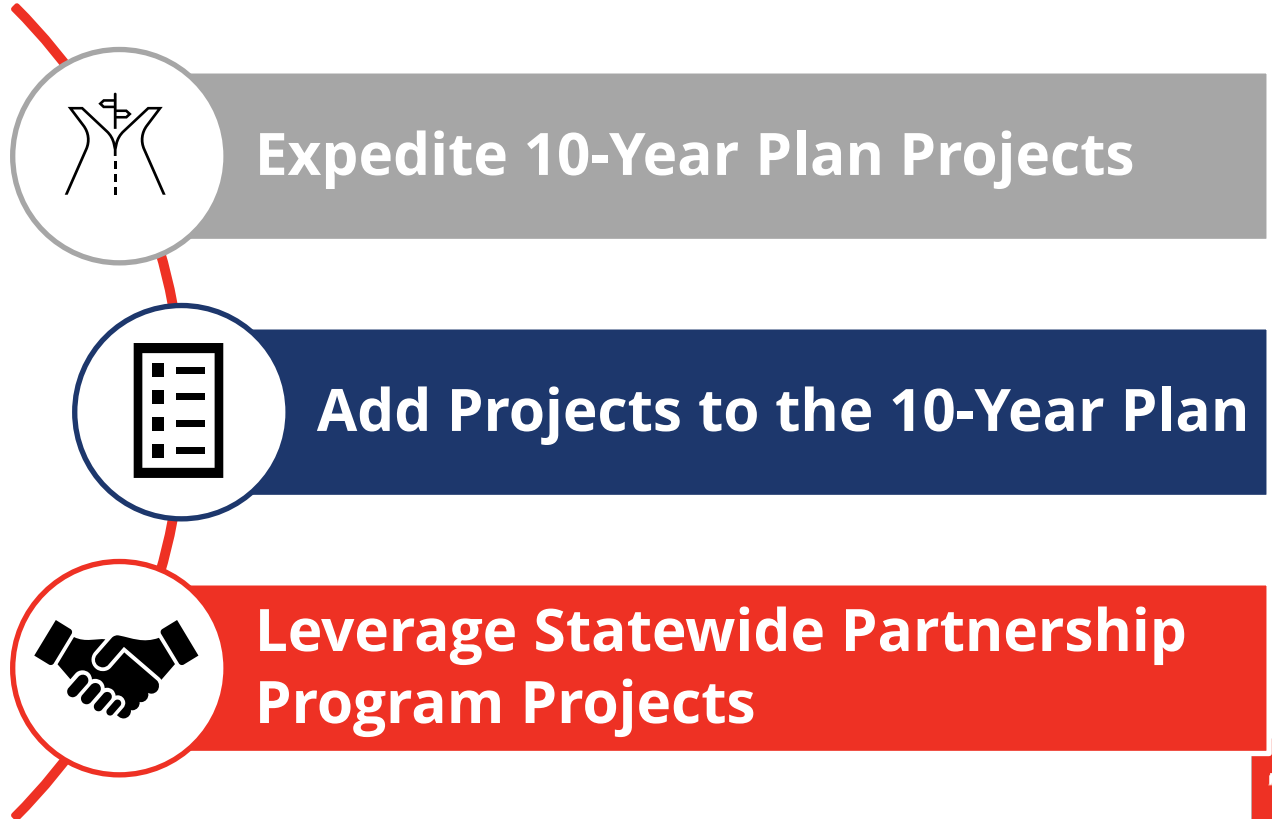 Expedite 10-Year Plan Projects
Add Projects to the 10-Year Plan
Leverage Statewide Partnership
Program Projects